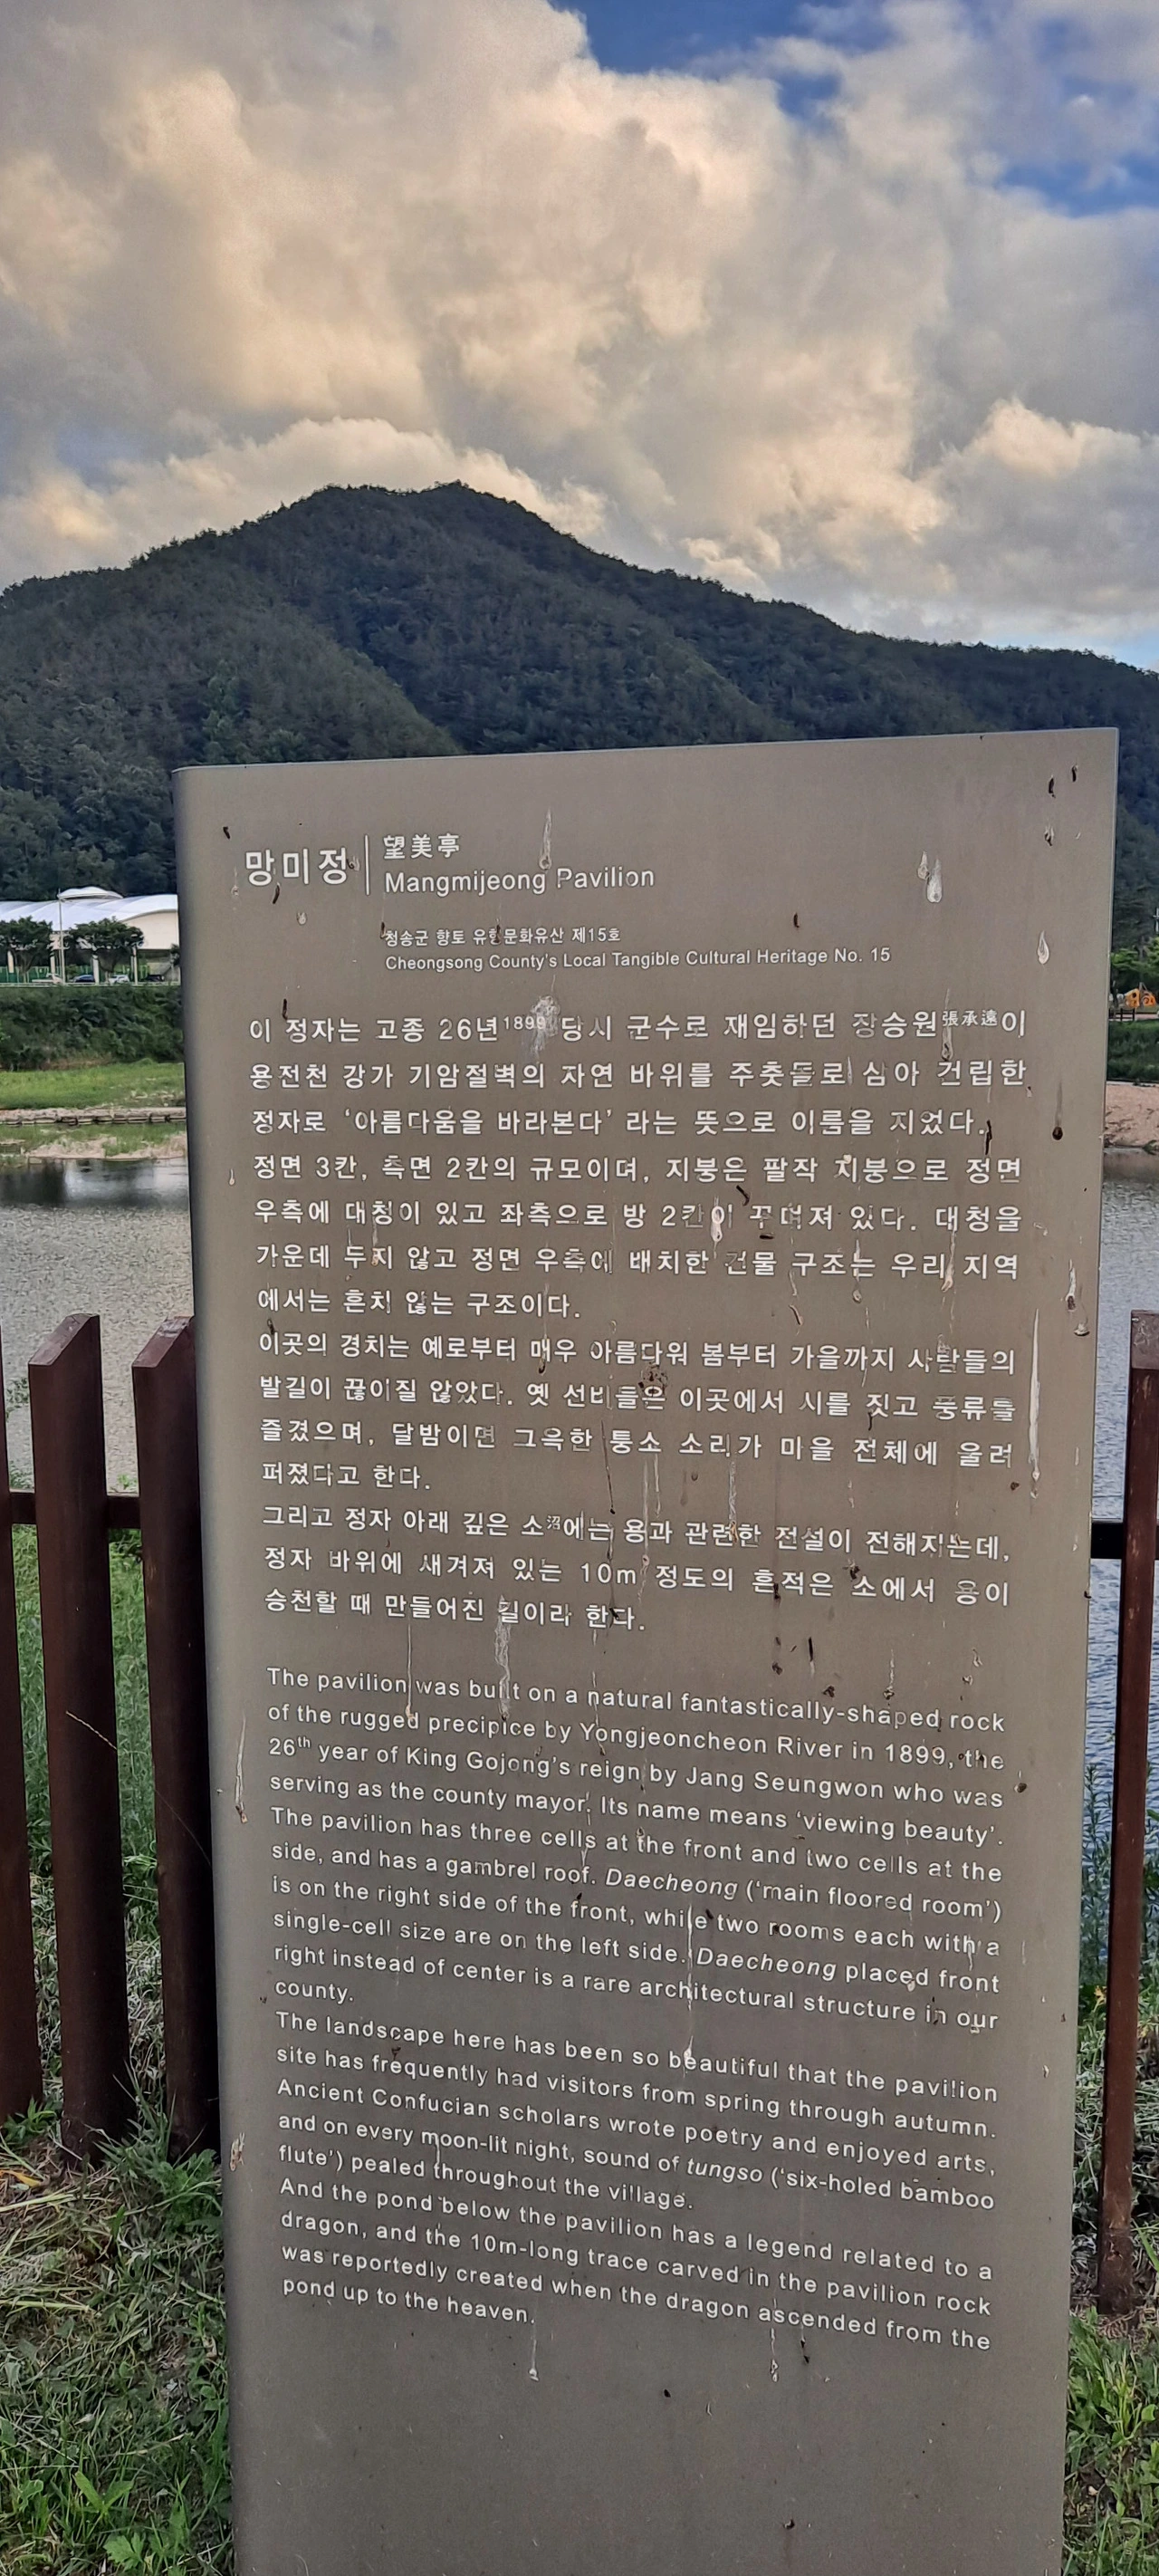 망미정
望美亭
Mangmijeong Pavilion
청송군 향토 유형문화유산 제15호
Cheongsong County's Local Tangible Cultural Heritage No. 15
이 정자는 고종 26년1899 당시 군수로 재임하던 장승원張承遠이
용전천 강가 기암절벽의 자연 바위를 주춧돌로 삼아 건립한
정자로 ‘아름다움을 바라본다’ 라는 뜻으로 이름을 지었다.
정면 3칸, 측면 2칸의 규모이며, 지붕은 팔작 지붕으로 정면
우측에 대청이 있고 좌측으로 방 2칸이 꾸며져 있다. 대청을
가운데 두지 않고 정면 우측에 배치한 건물 구조는 우리 지역
에서는 흔치 않는 구조이다.
이곳의 경치는 예로부터 매우 아름다워 봄부터 가을까지 사람들의
발길이 끊이질 않았다. 옛 선비들은 이곳에서 시를 짓고 풍류를
즐겼으며, 달밤이면 그윽한 퉁소 소리가 마을 전체에 울려
퍼졌다고 한다.
그리고 정자 아래 깊은 소沼에는 용과 관련한 전설이 전해지는데,
정자 바위에 새겨져 있는 10m 정도의 흔적은 소에서 용이
승천할 때 만들어진 길이라 한다.
The pavilion was built on a natural fantastically-shaped rock
of the rugged precipice by Yongjeoncheon River in 1899, the
26th year of King Gojong's reign by Jang Seungwon who was
serving as the county mayor. Its name means ‘viewing beauty’.
The pavilion has three cells at the front and two cells at the
side, and has a gambrel roof. Daecheong (‘main floored room’)
is on the right side of the front, while two rooms each with a
single-cell size are on the left side. Daecheong placed front
right instead of center is a rare architectural structure in our
county.
The landscape here has been so beautiful that the pavilion
site has frequently had visitors from spring through autumn.
Ancient Confucian scholars wrote poetry and enjoyed arts,
and on every moon-lit night, sound of tungso (‘six-holed bamboo
flute’) pealed throughout the village.
And the pond below the pavilion has a legend related to a
dragon, and the 10m-long trace carved in the pavilion rock
was reportedly created when the dragon ascended from the
pond up to the heaven.